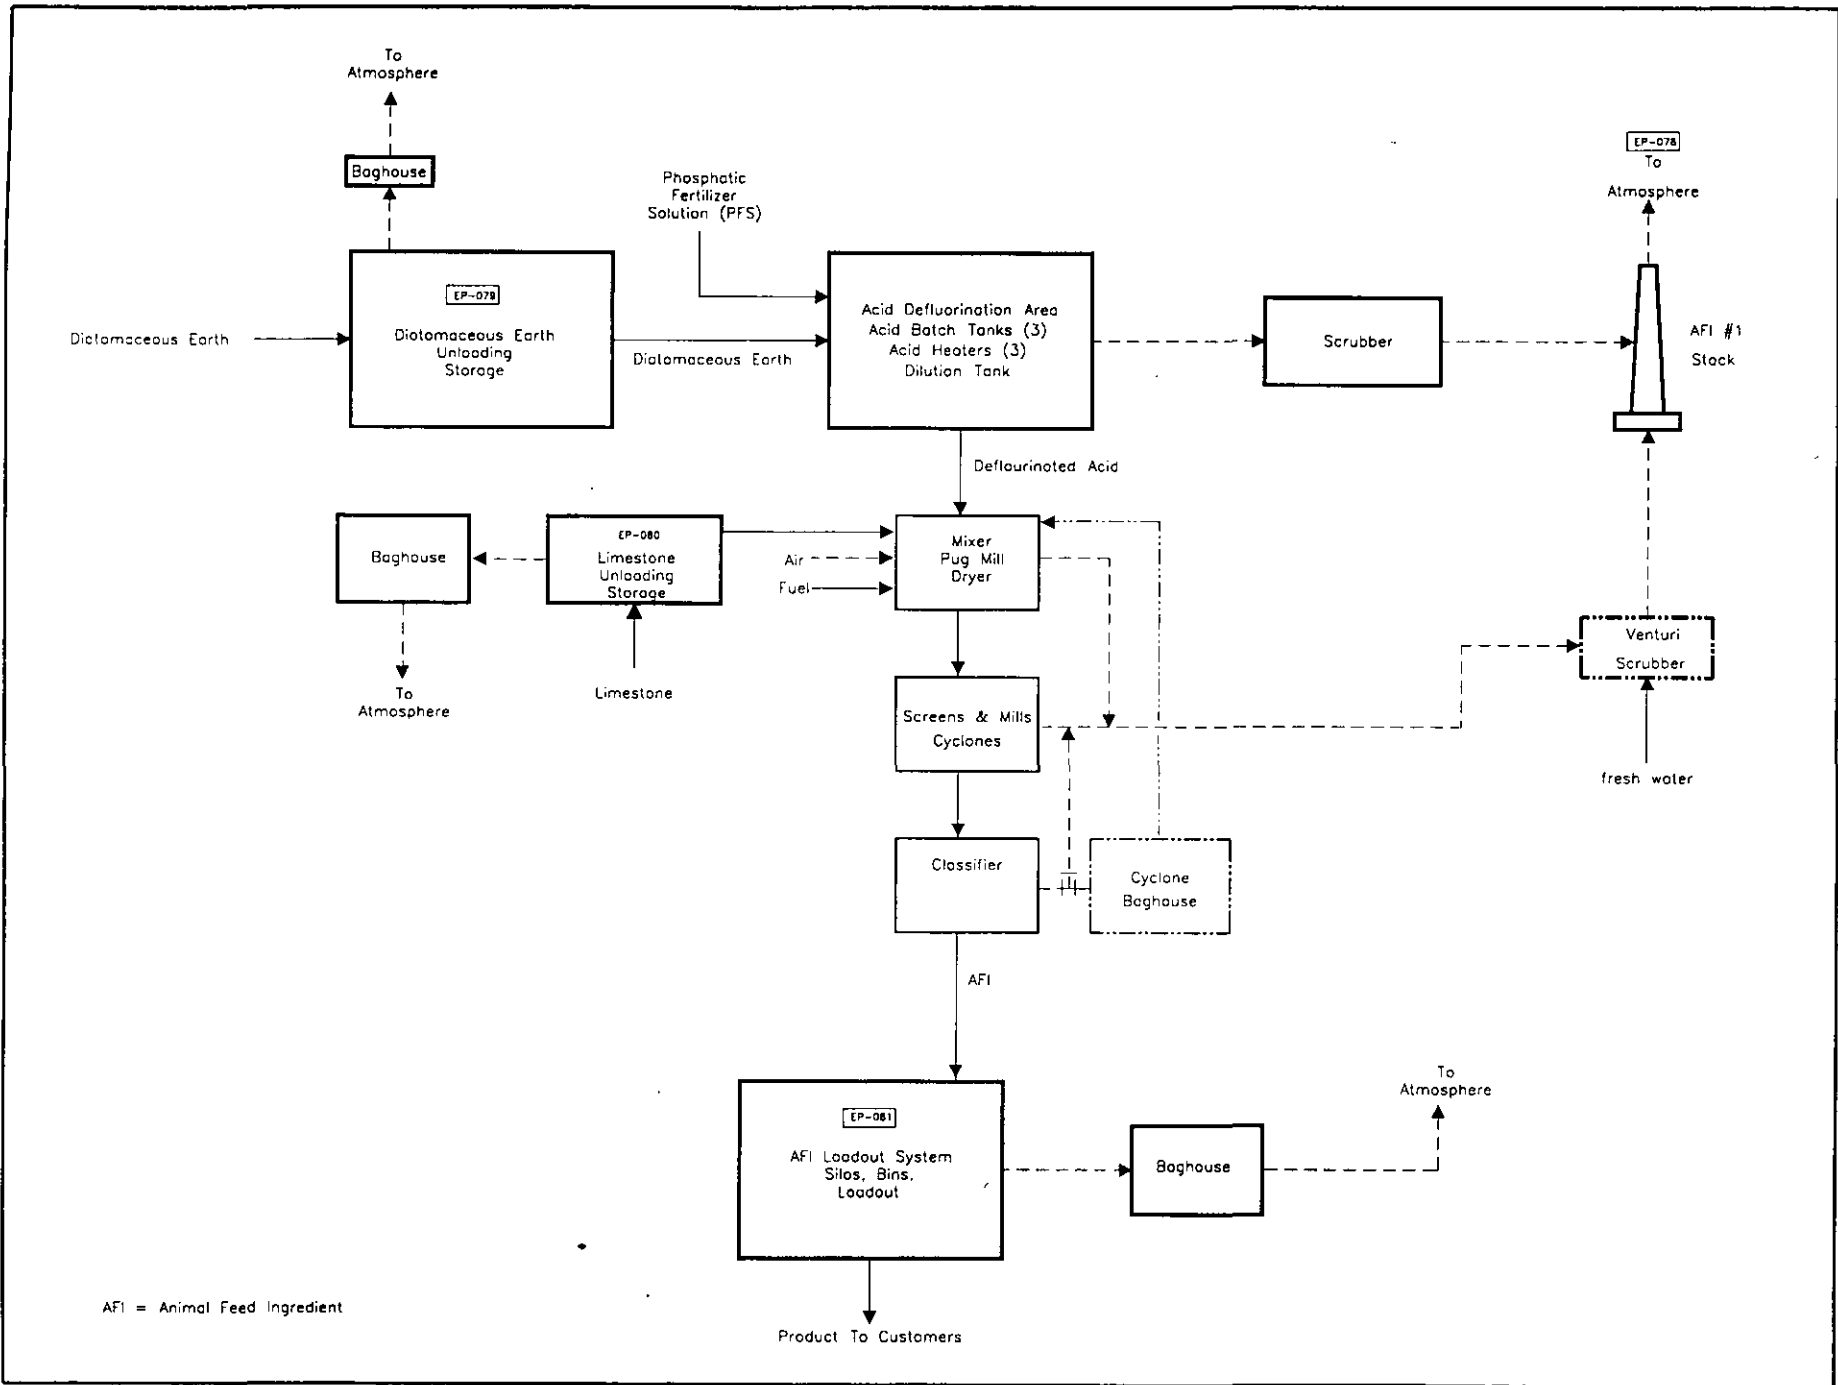 To
Atmosphere
Baghouse
EP-078
To
Atmosphere
Phosphatic
Fertilizer
Solution (PFS)
EP-079
Diatomaceous Earth
Unloading
Storage
Diatomaceous Earth
Diatomaceous Earth
Acid Defluorination Area
Acid Batch Tanks (3)
Acid Heaters (3)
Dilution Tank
Scrubber
AFI #1
Stack
Deflourinated Acid
Baghouse
EP-080
Limestone
Unloading
Storage
Air
Fuel
Mixer
Pug Mill
Dryer
To
Atmosphere
Limestone
Venturi
Scrubber
Screens & Mills
Cyclones
fresh water
Classifier
Cyclone
Baghouse
AFI
To
Atmosphere
EP-081
AFI Loadout System
Silos, Bins,
Loadout
Baghouse
AFI = Animal Feed Ingredient
Product To Customers